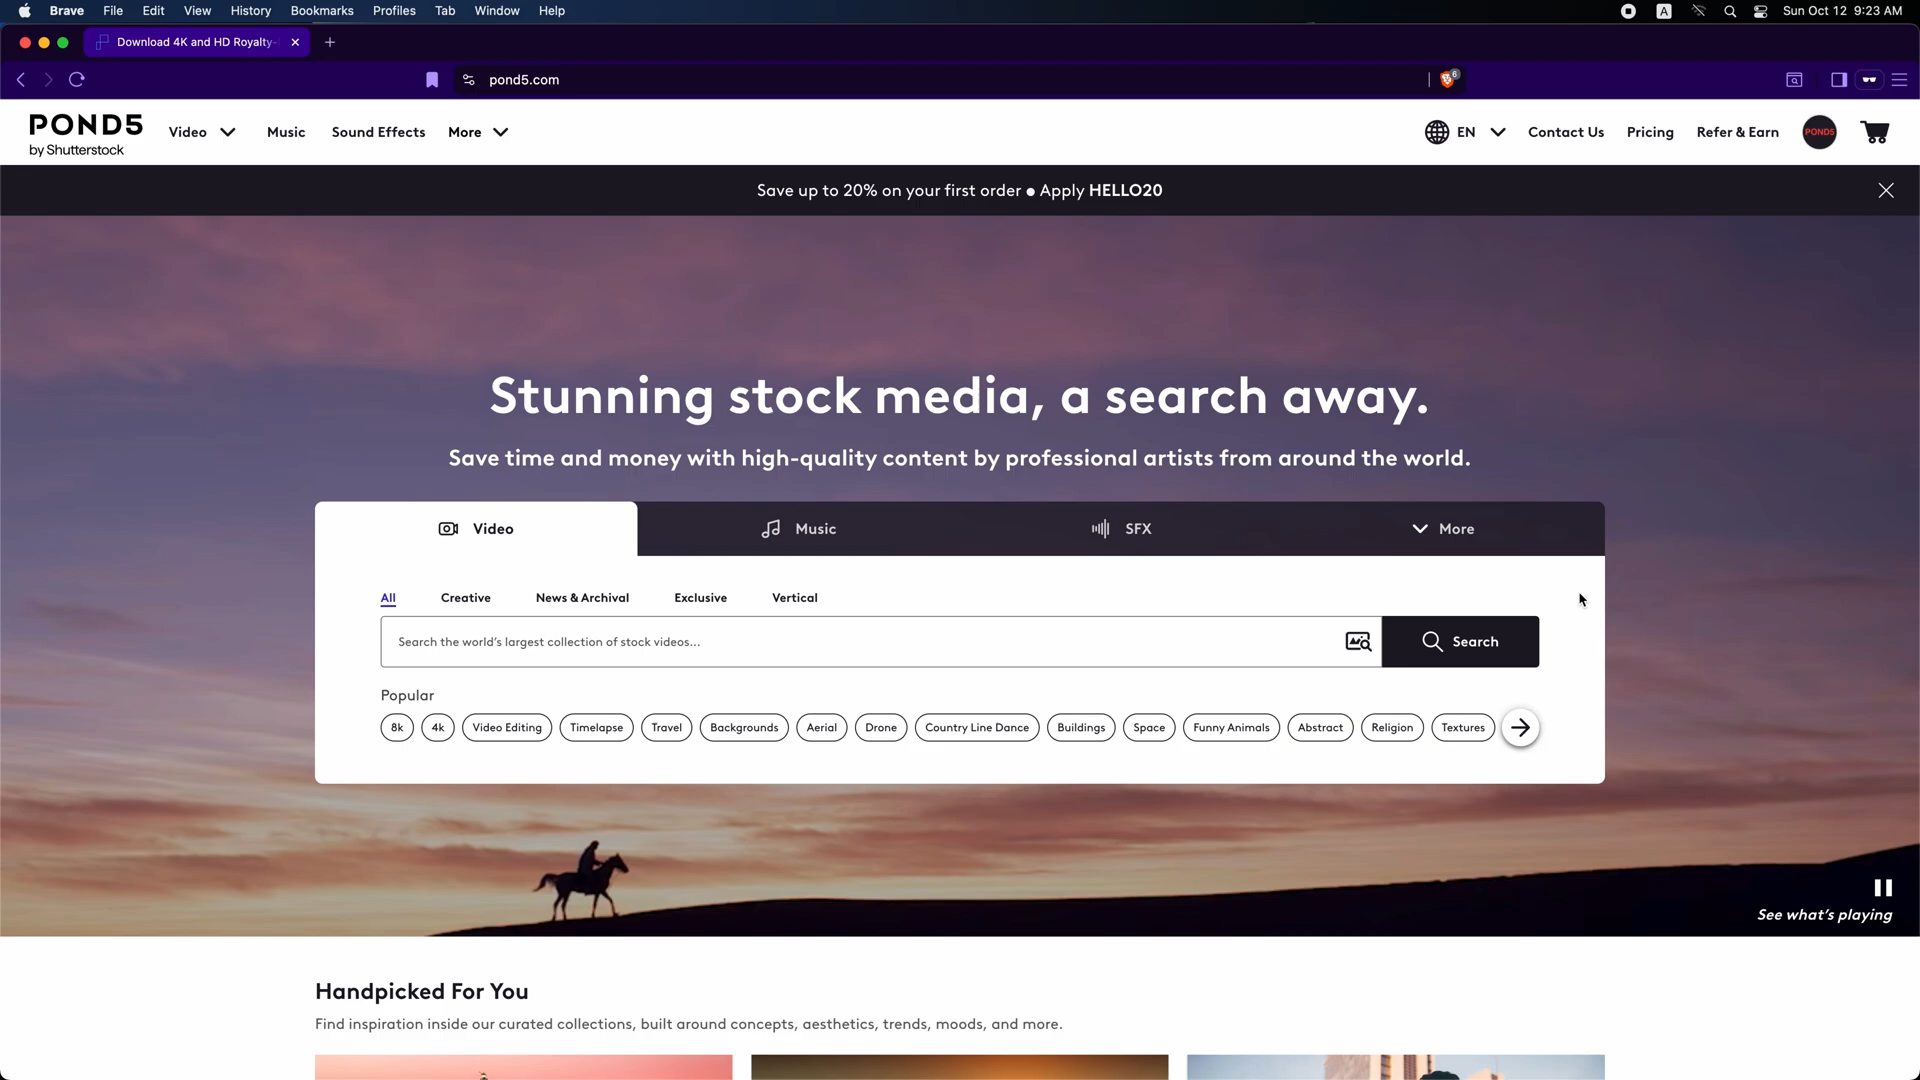 Brave File Edit View History Bookmarks Profiles Tab Window Help
A
Sun Oct 12 9:23 AM
Download 4K and HD Royalty-
pond5.com
6
POND5
by Shutterstock
Video Music Sound Effects More
EN Contact Us Pricing Refer & Earn POND5
Save up to 20% on your first order ● Apply HELLO20
Stunning stock media, a search away.
Save time and money with high-quality content by professional artists from around the world.
Video Music SFX More
All Creative News & Archival Exclusive Vertical
Search the world's largest collection of stock videos... Search
Popular
8k 4k Video Editing Timelapse Travel Backgrounds Aerial Drone Country Line Dance Buildings Space Funny Animals Abstract Religion Textures
See what's playing
Handpicked For You
Find inspiration inside our curated collections, built around concepts, aesthetics, trends, moods, and more.